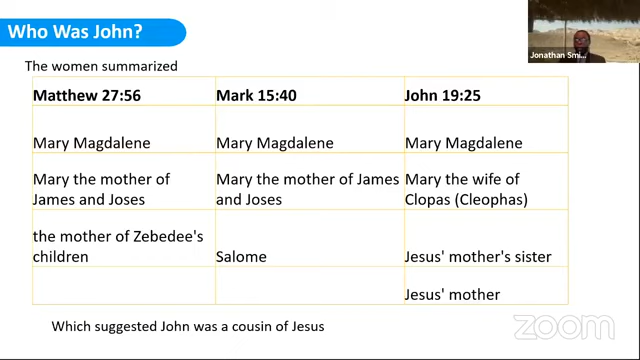 Who Was John?
Jonathan Smi...
The women summarized
Matthew 27:56 Mark 15:40 John 19:25
Mary Magdalene Mary Magdalene Mary Magdalene
Mary the mother of Mary the mother of James Mary the wife of
James and Joses and Joses Clopas (Cleophas)
the mother of Zebedee's
children Salome Jesus' mother's sister
Jesus' mother
zoom
Which suggested John was a cousin of Jesus